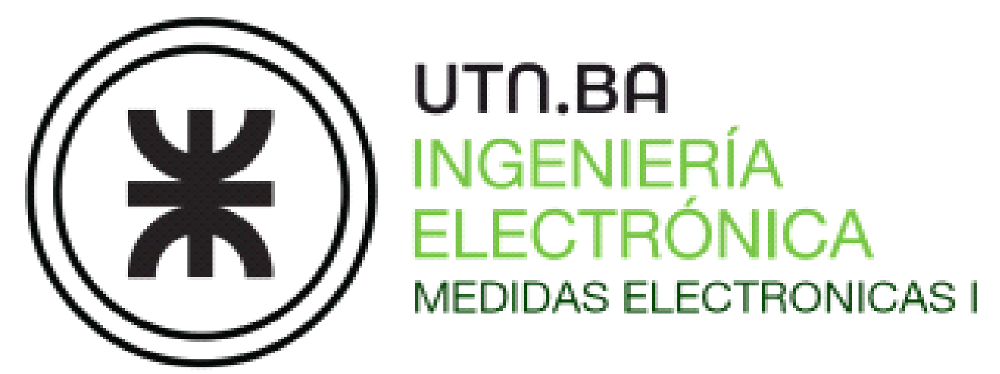 UTN.BA
INGENIERÍA
ELECTRÓNICA
MEDIDAS ELECTRONICAS I